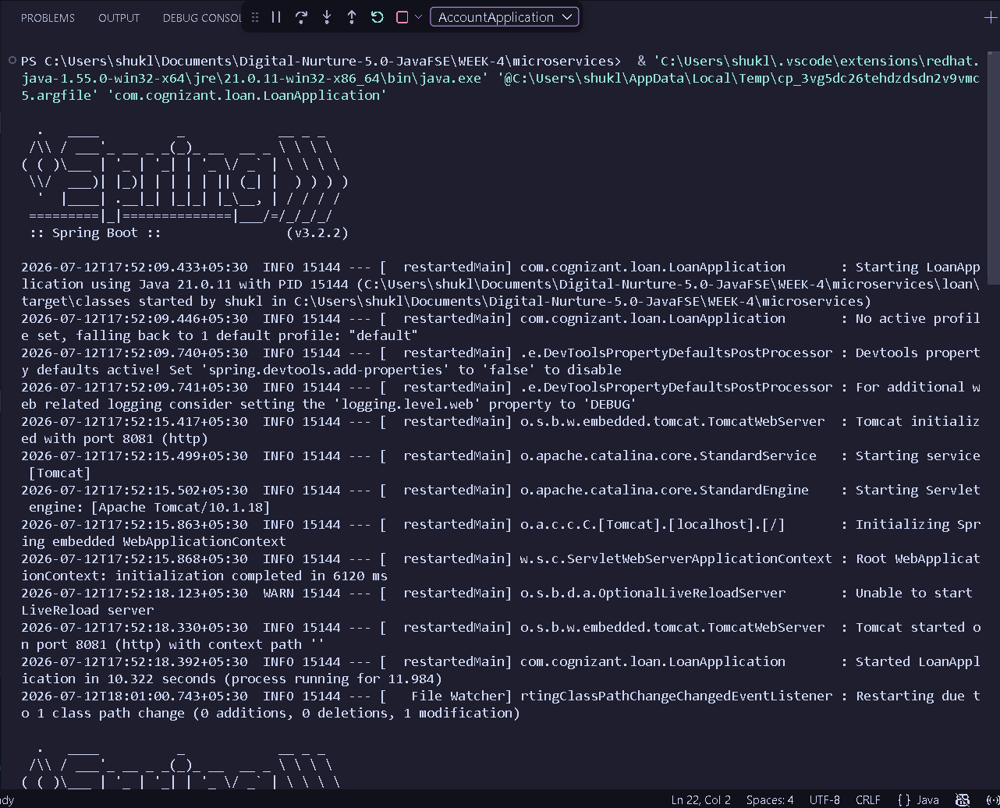 PROBLEMS OUTPUT DEBUG CONSOL AccountApplication
PS C:\Users\shukl\Documents\Digital-Nurture-5.0-JavaFSE\WEEK-4\microservices>  & 'C:\Users\shukl\.vscode\extensions\redhat.
java-1.55.0-win32-x64\jre\21.0.11-win32-x86_64\bin\java.exe' '@C:\Users\shukl\AppData\Local\Temp\cp_3vg5dc26tehdzdsdn2v9vmc
5.argfile' 'com.cognizant.loan.LoanApplication'
  .   ____          _            __ _ _
 /\\ / ___'_ __ _ _(_)_ __  __ _ \ \ \ \
( ( )\___ | '_ | '_| | '_ \/ _` | \ \ \ \
 \\/  ___)| |_)| | | | | || (_| |  ) ) ) )
  '  |____| .__|_| |_|_| |_\__, | / / / /
 =========|_|==============|___/=/_/_/_/
 :: Spring Boot ::                (v3.2.2)
2026-07-12T17:52:09.433+05:30  INFO 15144 --- [  restartedMain] com.cognizant.loan.LoanApplication       : Starting LoanApp
lication using Java 21.0.11 with PID 15144 (C:\Users\shukl\Documents\Digital-Nurture-5.0-JavaFSE\WEEK-4\microservices\loan\
target\classes started by shukl in C:\Users\shukl\Documents\Digital-Nurture-5.0-JavaFSE\WEEK-4\microservices)
2026-07-12T17:52:09.446+05:30  INFO 15144 --- [  restartedMain] com.cognizant.loan.LoanApplication       : No active profil
e set, falling back to 1 default profile: "default"
2026-07-12T17:52:09.740+05:30  INFO 15144 --- [  restartedMain] .e.DevToolsPropertyDefaultsPostProcessor : Devtools propert
y defaults active! Set 'spring.devtools.add-properties' to 'false' to disable
2026-07-12T17:52:09.741+05:30  INFO 15144 --- [  restartedMain] .e.DevToolsPropertyDefaultsPostProcessor : For additional w
eb related logging consider setting the 'logging.level.web' property to 'DEBUG'
2026-07-12T17:52:15.417+05:30  INFO 15144 --- [  restartedMain] o.s.b.w.embedded.tomcat.TomcatWebServer  : Tomcat initializ
ed with port 8081 (http)
2026-07-12T17:52:15.499+05:30  INFO 15144 --- [  restartedMain] o.apache.catalina.core.StandardService   : Starting service
 [Tomcat]
2026-07-12T17:52:15.502+05:30  INFO 15144 --- [  restartedMain] o.apache.catalina.core.StandardEngine    : Starting Servlet
 engine: [Apache Tomcat/10.1.18]
2026-07-12T17:52:15.863+05:30  INFO 15144 --- [  restartedMain] o.a.c.c.C.[Tomcat].[localhost].[/]       : Initializing Spr
ing embedded WebApplicationContext
2026-07-12T17:52:15.868+05:30  INFO 15144 --- [  restartedMain] w.s.c.ServletWebServerApplicationContext : Root WebApplicat
ionContext: initialization completed in 6120 ms
2026-07-12T17:52:18.123+05:30  WARN 15144 --- [  restartedMain] o.s.b.d.a.OptionalLiveReloadServer       : Unable to start
LiveReload server
2026-07-12T17:52:18.330+05:30  INFO 15144 --- [  restartedMain] o.s.b.w.embedded.tomcat.TomcatWebServer  : Tomcat started o
n port 8081 (http) with context path ''
2026-07-12T17:52:18.392+05:30  INFO 15144 --- [  restartedMain] com.cognizant.loan.LoanApplication       : Started LoanAppl
ication in 10.322 seconds (process running for 11.984)
2026-07-12T18:01:00.743+05:30  INFO 15144 --- [   File Watcher] rtingClassPathChangeChangedEventListener : Restarting due t
o 1 class path change (0 additions, 0 deletions, 1 modification)
  .   ____          _            __ _ _
 /\\ / ___'_ __ _ _(_)_ __  __ _ \ \ \ \
( ( )\___ | '_ | '_| | '_ \/ _` | \ \ \ \
dy Ln 22, Col 2 Spaces: 4 UTF-8 CRLF {} Java